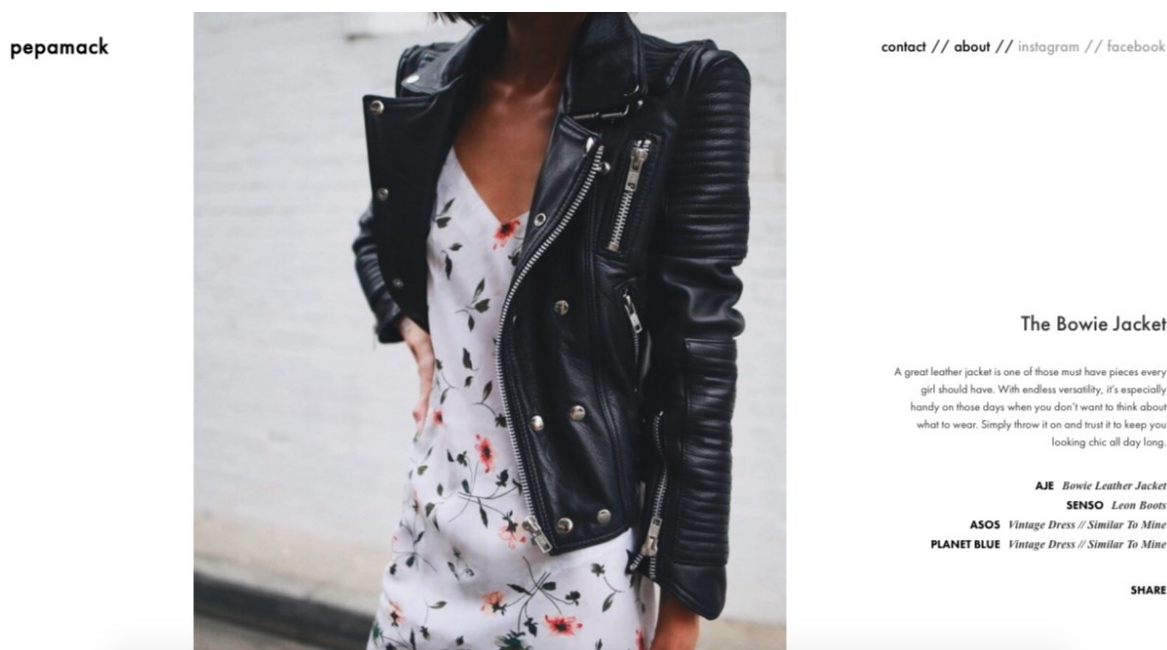 pepamack
contact // about // instagram // facebook
The Bowie Jacket
A great leather jacket is one of those must have pieces every
girl should have. With endless versatility, it's especially
handy on those days when you don't want to think about
what to wear. Simply throw it on and trust it to keep you
looking chic all day long.
AJE Bowie Leather Jacket
SENSO Leon Boots
ASOS Vintage Dress // Similar To Mine
PLANET BLUE Vintage Dress // Similar To Mine
SHARE